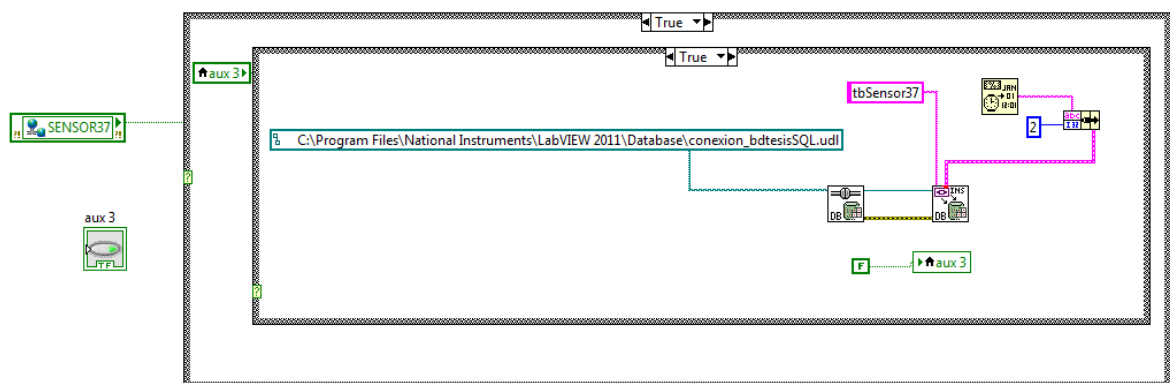 True
True
aux 3
tbSensor37
JAN
01
12:01
abc
I32
2
?! SENSOR37 ?!
C:\Program Files\National Instruments\LabVIEW 2011\Database\conexion_bdtesisSQL.udl
?
INS
DB
DB
aux 3
TF
F
aux 3
?